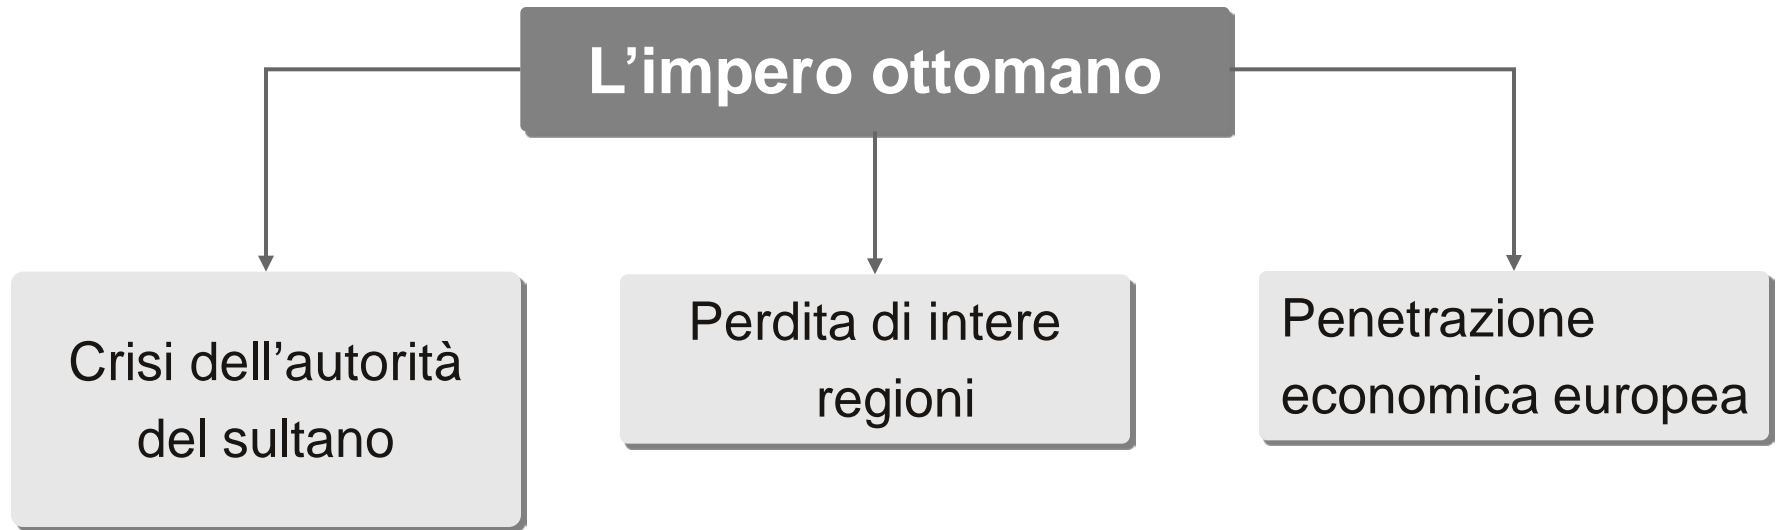 L’impero ottomano
Crisi dell’autorità
del sultano
Perdita di intere
regioni
Penetrazione
economica europea